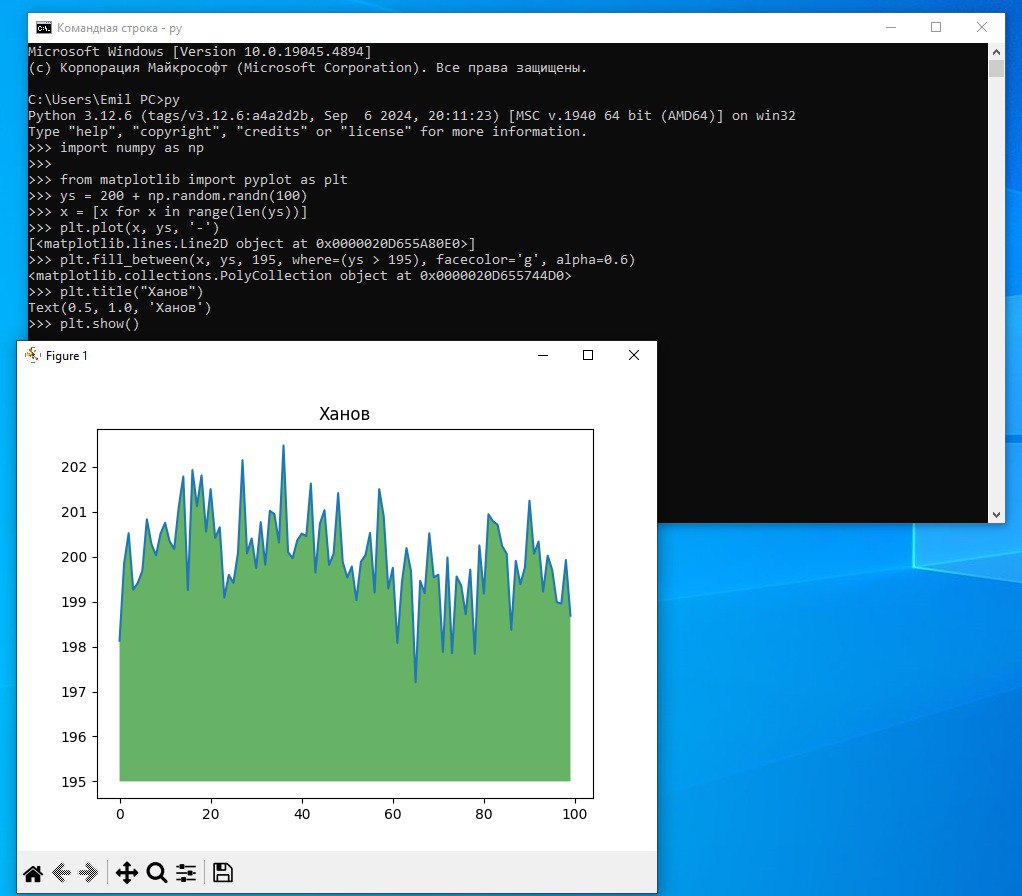 Командная строка - py
Microsoft Windows [Version 10.0.19045.4894]
(c) Корпорация Майкрософт (Microsoft Corporation). Все права защищены.
C:\Users\Emil PC>py
Python 3.12.6 (tags/v3.12.6:a4a2d2b, Sep  6 2024, 20:11:23) [MSC v.1940 64 bit (AMD64)] on win32
Type "help", "copyright", "credits" or "license" for more information.
>>> import numpy as np
>>>
>>> from matplotlib import pyplot as plt
>>> ys = 200 + np.random.randn(100)
>>> x = [x for x in range(len(ys))]
>>> plt.plot(x, ys, '-')
[<matplotlib.lines.Line2D object at 0x0000020D655A80E0>]
>>> plt.fill_between(x, ys, 195, where=(ys > 195), facecolor='g', alpha=0.6)
<matplotlib.collections.PolyCollection object at 0x0000020D655744D0>
>>> plt.title("Ханов")
Text(0.5, 1.0, 'Ханов')
>>> plt.show()
Figure 1
Ханов
202
201
200
199
198
197
196
195
0 20 40 60 80 100